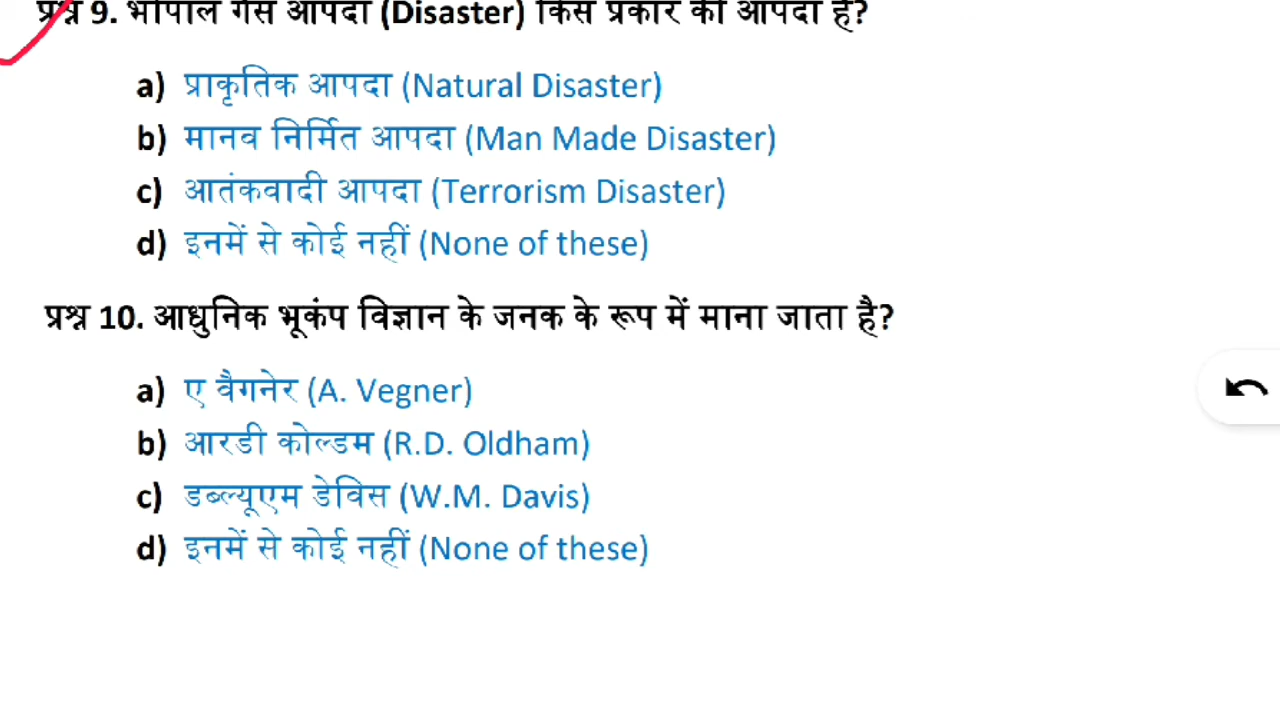 प्रश्न 9. भोपाल गैस आपदा (Disaster) किस प्रकार की आपदा है?
a) प्राकृतिक आपदा (Natural Disaster)
b) मानव निर्मित आपदा (Man Made Disaster)
c) आतंकवादी आपदा (Terrorism Disaster)
d) इनमें से कोई नहीं (None of these)
प्रश्न 10. आधुनिक भूकंप विज्ञान के जनक के रूप में माना जाता है?
a) ए वैगनेर (A. Vegner)
b) आरडी कोल्डम (R.D. Oldham)
c) डब्ल्यूएम डेविस (W.M. Davis)
d) इनमें से कोई नहीं (None of these)